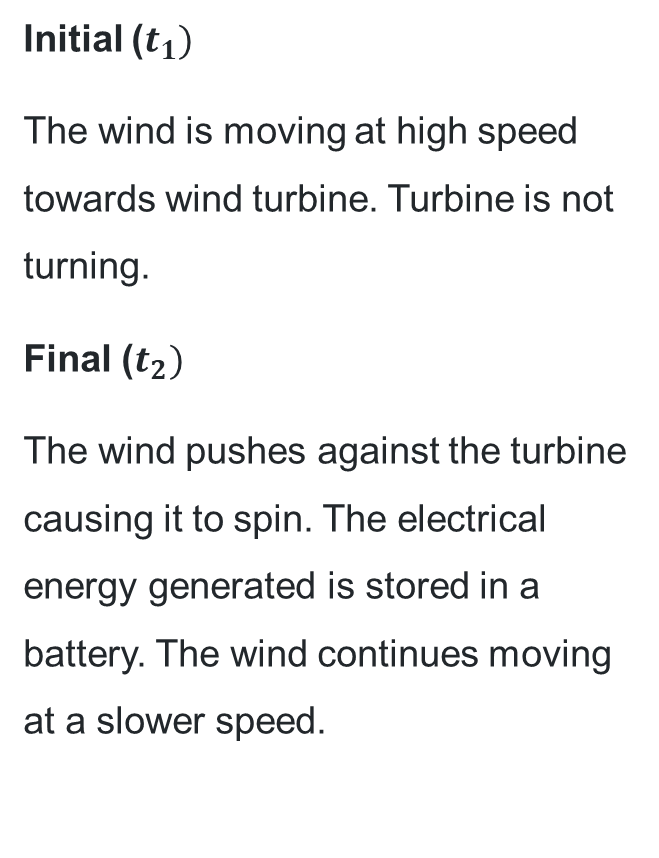 Initial (t₁)
The wind is moving at high speed
towards wind turbine. Turbine is not
turning.
Final (t₂)
The wind pushes against the turbine
causing it to spin. The electrical
energy generated is stored in a
battery. The wind continues moving
at a slower speed.